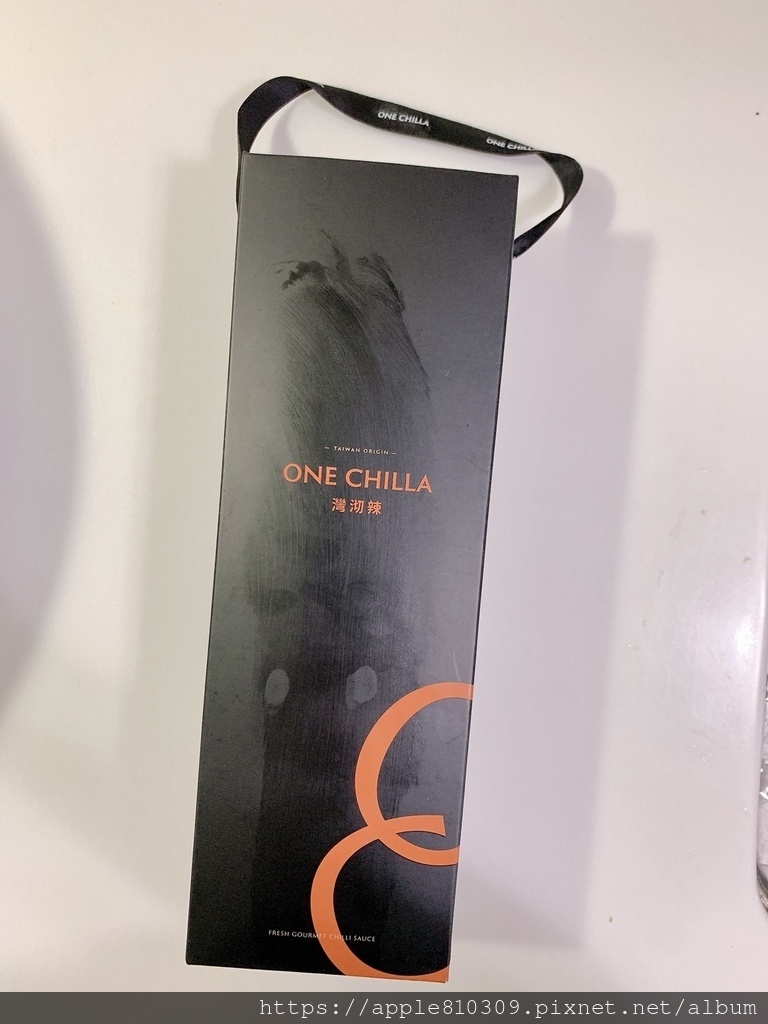 ONE CHILLA
ONE CHILL
— TAIWAN ORIGIN —
ONE CHILLA
灣沏辣
FRESH GOURMET CHILLI SAUCE
https://apple810309.pixnet.net/album